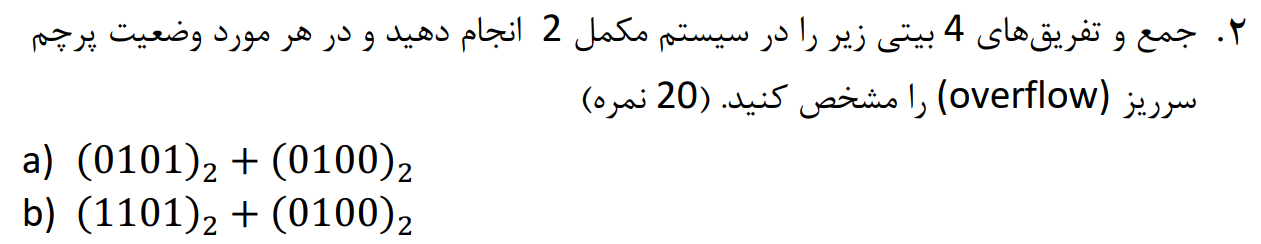 ۲. جمع و تفریق‌های 4 بیتی زیر را در سیستم مکمل 2 انجام دهید و در هر مورد وضعیت پرچم
سرریز (overflow) را مشخص کنید. (20 نمره)
a) (0101)₂ + (0100)₂
b) (1101)₂ + (0100)₂